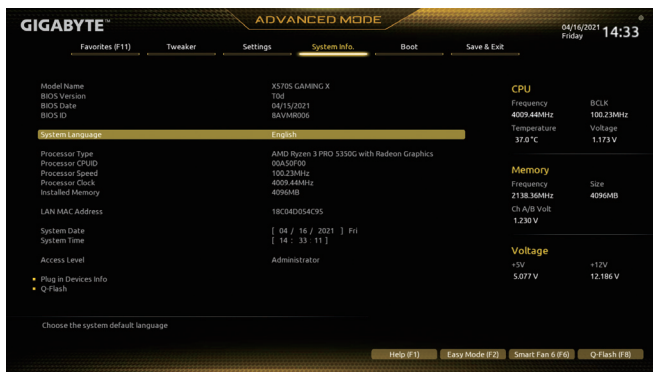 GIGABYTE™
ADVANCED MODE
04/16/2021
Friday
14:33
Favorites (F11) Tweaker Settings System Info. Boot Save & Exit
Model Name X570S GAMING X
BIOS Version T0d
BIOS Date 04/15/2021
BIOS ID 8AVMR006
System Language English
Processor Type AMD Ryzen 3 PRO 5350G with Radeon Graphics
Processor CPUID 00A50F00
Processor Speed 100.23MHz
Processor Clock 4009.44MHz
Installed Memory 4096MB
LAN MAC Address 18C04D054C95
System Date [ 04 / 16 / 2021 ] Fri
System Time [ 14 : 33 : 11 ]
Access Level Administrator
Plug in Devices Info
Q-Flash
CPU
Frequency BCLK
4009.44MHz 100.23MHz
Temperature Voltage
37.0 °C 1.173 V
Memory
Frequency Size
2138.36MHz 4096MB
Ch A/B Volt
1.230 V
Voltage
+5V +12V
5.077 V 12.186 V
Choose the system default language
Help (F1) Easy Mode (F2) Smart Fan 6 (F6) Q-Flash (F8)